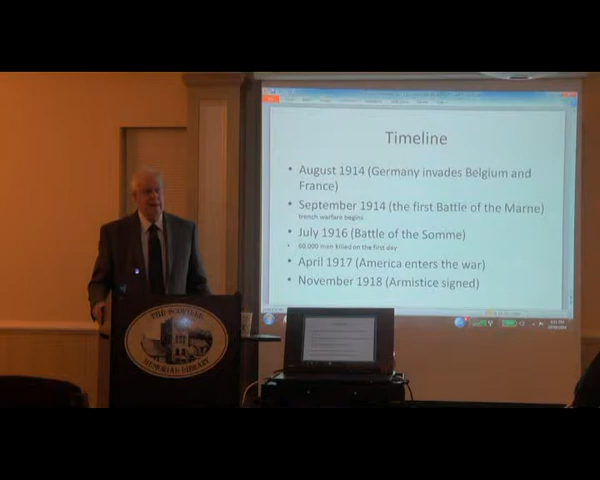 Timeline
• August 1914 (Germany invades Belgium and
France)
• September 1914 (the first Battle of the Marne)
trench warfare begins
• July 1916 (Battle of the Somme)
• 60,000 men killed on the first day
• April 1917 (America enters the war)
• November 1918 (Armistice signed)
MEMORIAL LIBRARY